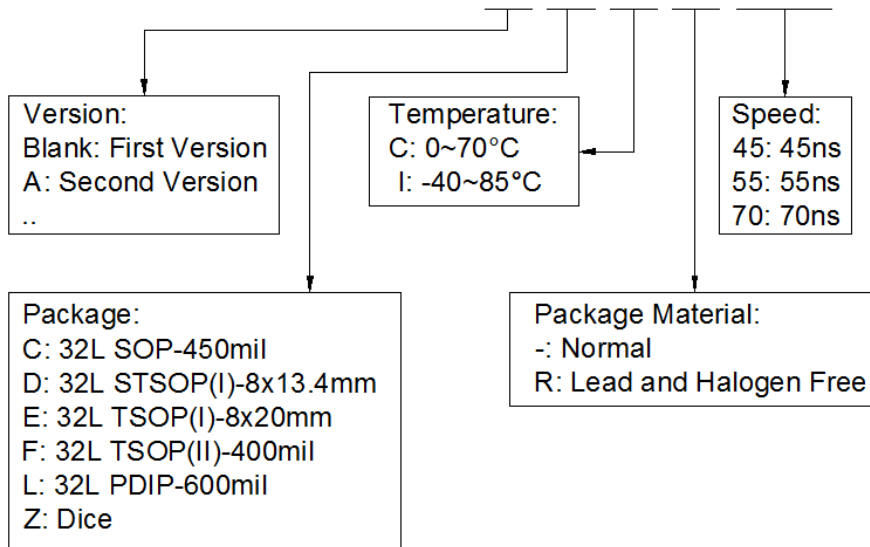 Version:
Blank: First Version
A: Second Version
..
Temperature:
C: 0~70°C
I: -40~85°C
Speed:
45: 45ns
55: 55ns
70: 70ns
Package:
C: 32L SOP-450mil
D: 32L STSOP(I)-8x13.4mm
E: 32L TSOP(I)-8x20mm
F: 32L TSOP(II)-400mil
L: 32L PDIP-600mil
Z: Dice
Package Material:
-: Normal
R: Lead and Halogen Free